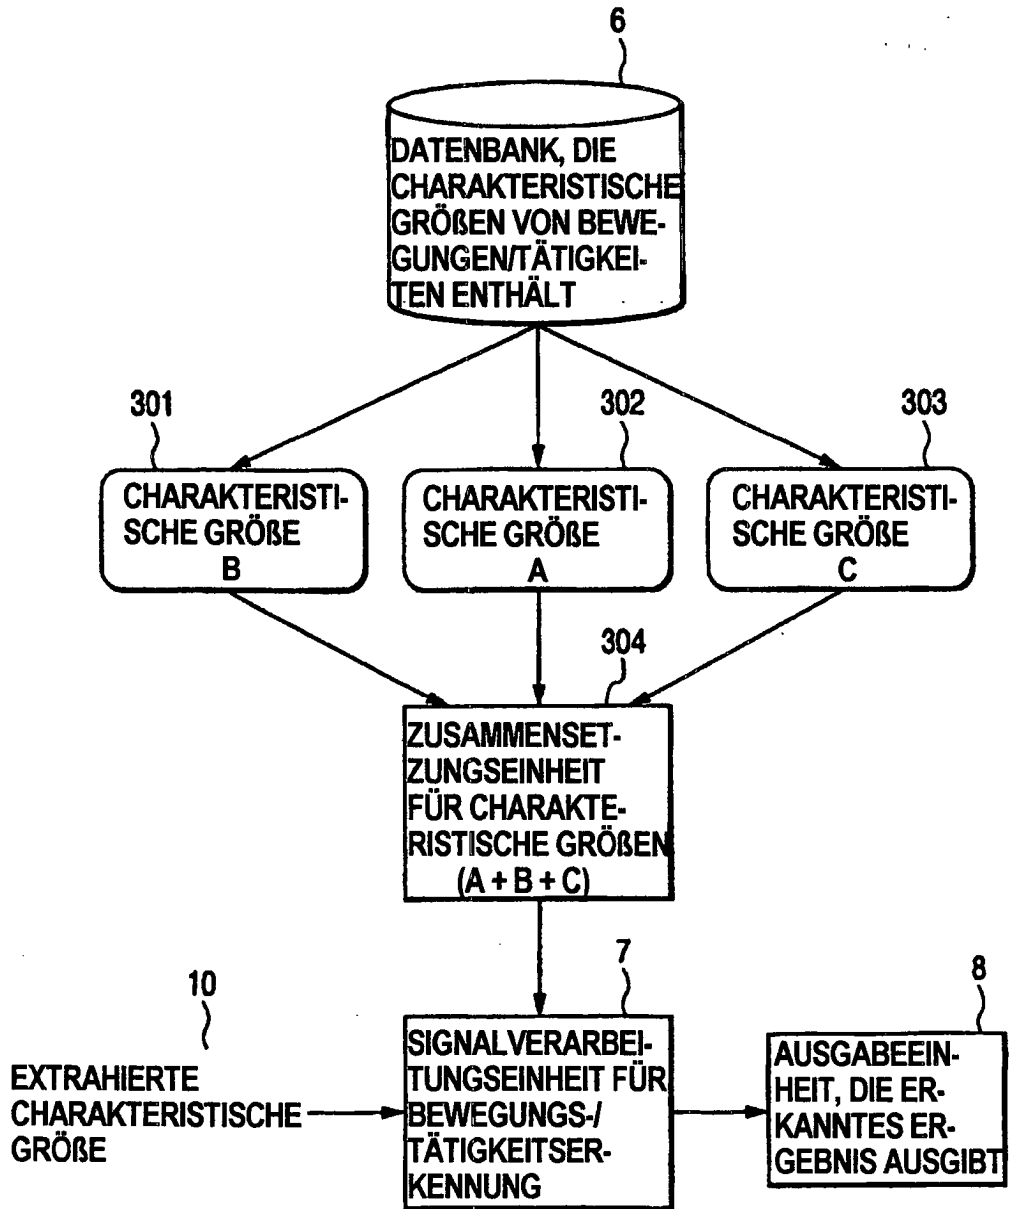 6
DATENBANK, DIE
CHARAKTERISTISCHE
GRÖßEN VON BEWE-
GUNGEN/TÄTIGKEI-
TEN ENTHÄLT
301
CHARAKTERISTI-
SCHE GRÖßE
B
302
CHARAKTERISTI-
SCHE GRÖßE
A
303
CHARAKTERISTI-
SCHE GRÖßE
C
304
ZUSAMMENSET-
ZUNGSEINHEIT
FÜR CHARAKTE-
RISTISCHE GRÖßEN
(A + B + C)
10
EXTRAHIERTE
CHARAKTERISTISCHE
GRÖßE
7
SIGNALVERARBEI-
TUNGSEINHEIT FÜR
BEWEGUNGS-/
TÄTIGKEITSER-
KENNUNG
8
AUSGABEEIN-
HEIT, DIE ER-
KANNTES ER-
GEBNIS AUSGIBT